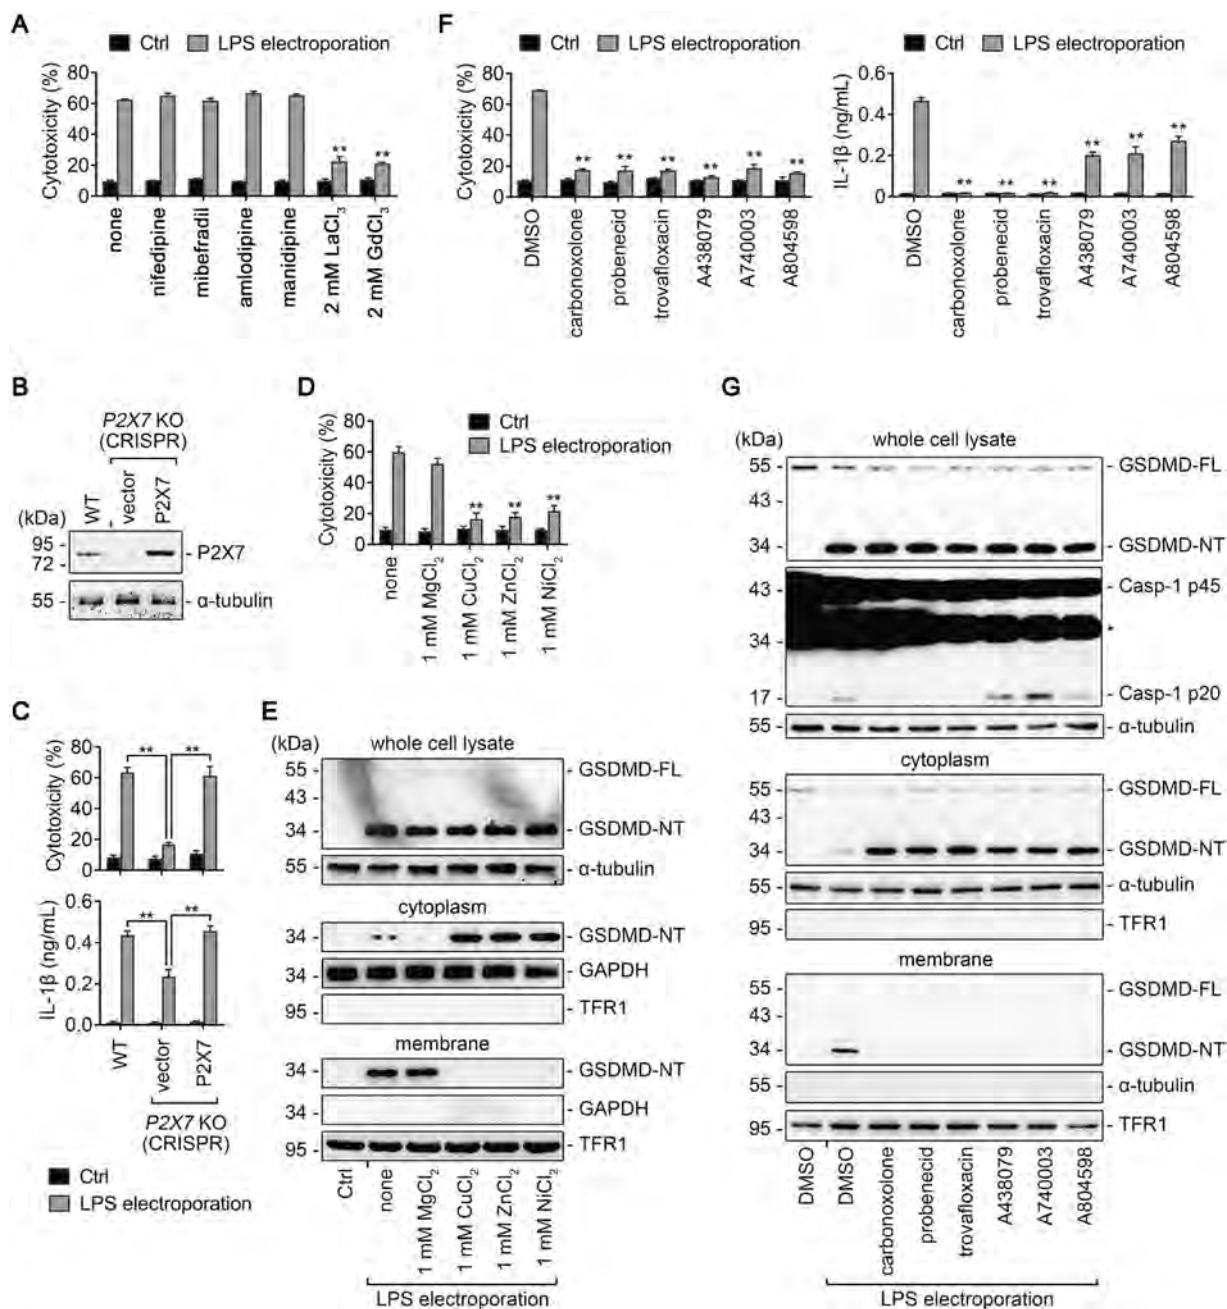 A
Ctrl LPS electroporation
Cytotoxicity (%)
80
60
40
20
0
** **
none
nifedipine
mibefradil
amlodipine
manidipine
2 mM LaCl3
2 mM GdCl3
F
Ctrl LPS electroporation
Cytotoxicity (%)
80
60
40
20
0
** ** ** ** ** **
DMSO
carbonoxolone
probenecid
trovafloxacin
A438079
A740003
A804598
Ctrl LPS electroporation
IL-1β (ng/mL)
0.6
0.4
0.2
0
** ** ** ** ** **
DMSO
carbonoxolone
probenecid
trovafloxacin
A438079
A740003
A804598
B
P2X7 KO
(CRISPR)
(kDa)
WT
vector
P2X7
95 -
72 -
- P2X7
55 -
- α-tubulin
D
Ctrl
LPS electroporation
Cytotoxicity (%)
80
60
40
20
0
** ** **
none
1 mM MgCl2
1 mM CuCl2
1 mM ZnCl2
1 mM NiCl2
C
Cytotoxicity (%)
80
60
40
20
0
** **
IL-1β (ng/mL)
0.6
0.4
0.2
0.0
** **
WT
vector
P2X7
P2X7 KO
(CRISPR)
Ctrl
LPS electroporation
E
(kDa) whole cell lysate
55 - - GSDMD-FL
43 -
34 - - GSDMD-NT
55 - - α-tubulin
cytoplasm
34 - - GSDMD-NT
34 - - GAPDH
95 - - TFR1
membrane
34 - - GSDMD-NT
34 - - GAPDH
95 - - TFR1
Ctrl
none
1 mM MgCl2
1 mM CuCl2
1 mM ZnCl2
1 mM NiCl2
LPS electroporation
G
(kDa) whole cell lysate
55 - - GSDMD-FL
43 -
34 - - GSDMD-NT
43 - - Casp-1 p45
34 - *
17 - - Casp-1 p20
55 - - α-tubulin
cytoplasm
55 - - GSDMD-FL
43 -
34 - - GSDMD-NT
55 - - α-tubulin
95 - - TFR1
membrane
55 - - GSDMD-FL
43 -
34 - - GSDMD-NT
55 - - α-tubulin
95 - - TFR1
DMSO
DMSO
carbonoxolone
probenecid
trovafloxacin
A438079
A740003
A804598
LPS electroporation